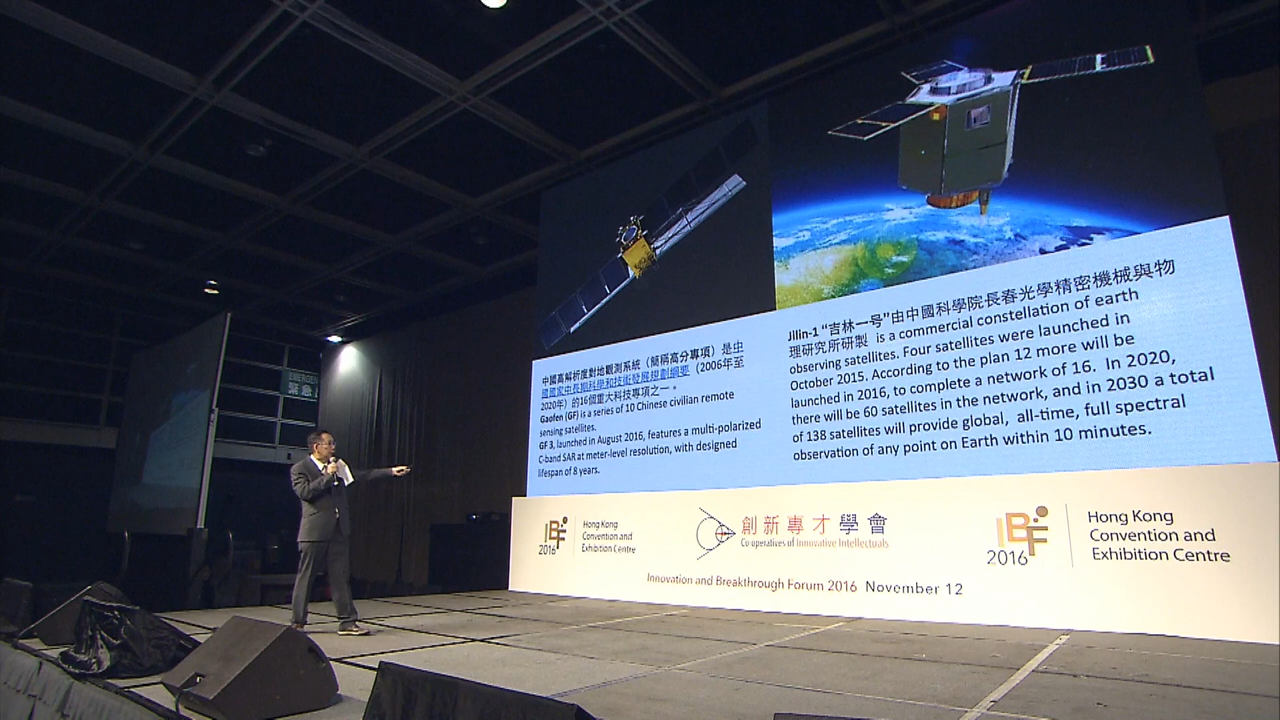 中國高解析度對地觀測系統（簡稱高分專項）是中
國國家中長期科學和技術發展規劃綱要（2006年至
2020年）的16個重大科技專項之一。
Gaofen (GF) is a series of 10 Chinese civilian remote
sensing satellites.
GF 3, launched in August 2016, features a multi-polarized
C-band SAR at meter-level resolution, with designed
lifespan of 8 years.
Jilin-1 “吉林一号”由中國科學院長春光學精密機械與物
理研究所研製 is a commercial constellation of earth
observing satellites. Four satellites were launched in
October 2015. According to the plan 12 more will be
launched in 2016, to complete a network of 16. In 2020,
there will be 60 satellites in the network, and in 2030 a total
of 138 satellites will provide global, all-time, full spectral
observation of any point on Earth within 10 minutes.
EMERGEN
緊急
IBF
2016
Hong Kong
Convention and
Exhibition Centre
創新專才學會
Co-operatives of Innovative Intellectuals
IBF
2016
Hong Kong
Convention and
Exhibition Centre
Innovation and Breakthrough Forum 2016 November 12